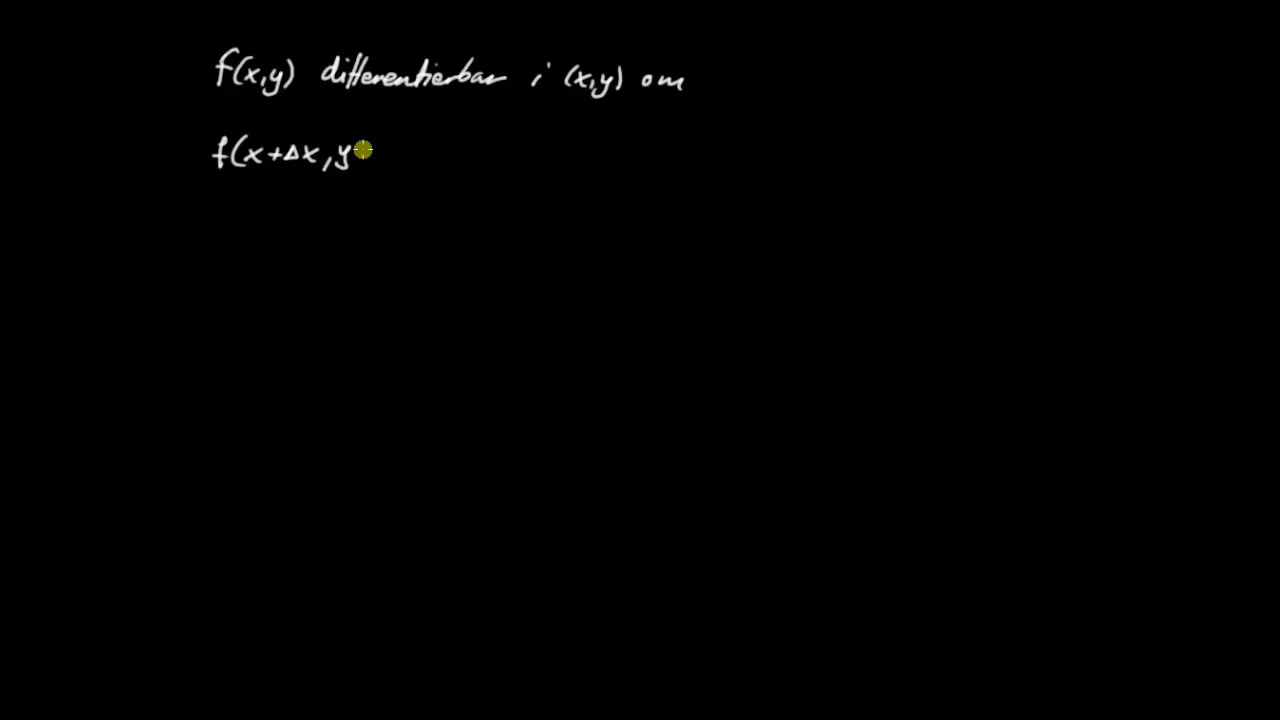 f(x,y) differentierbar i (x,y) om
f(x+Δx,y